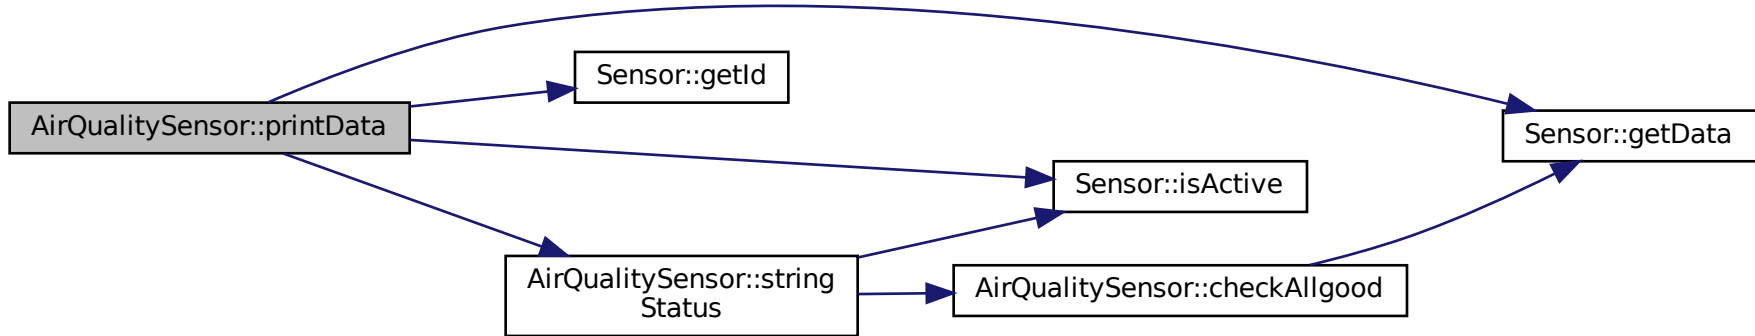 AirQualitySensor::printData
Sensor::getId
Sensor::isActive
AirQualitySensor::string
Status
AirQualitySensor::checkAllgood
Sensor::getData